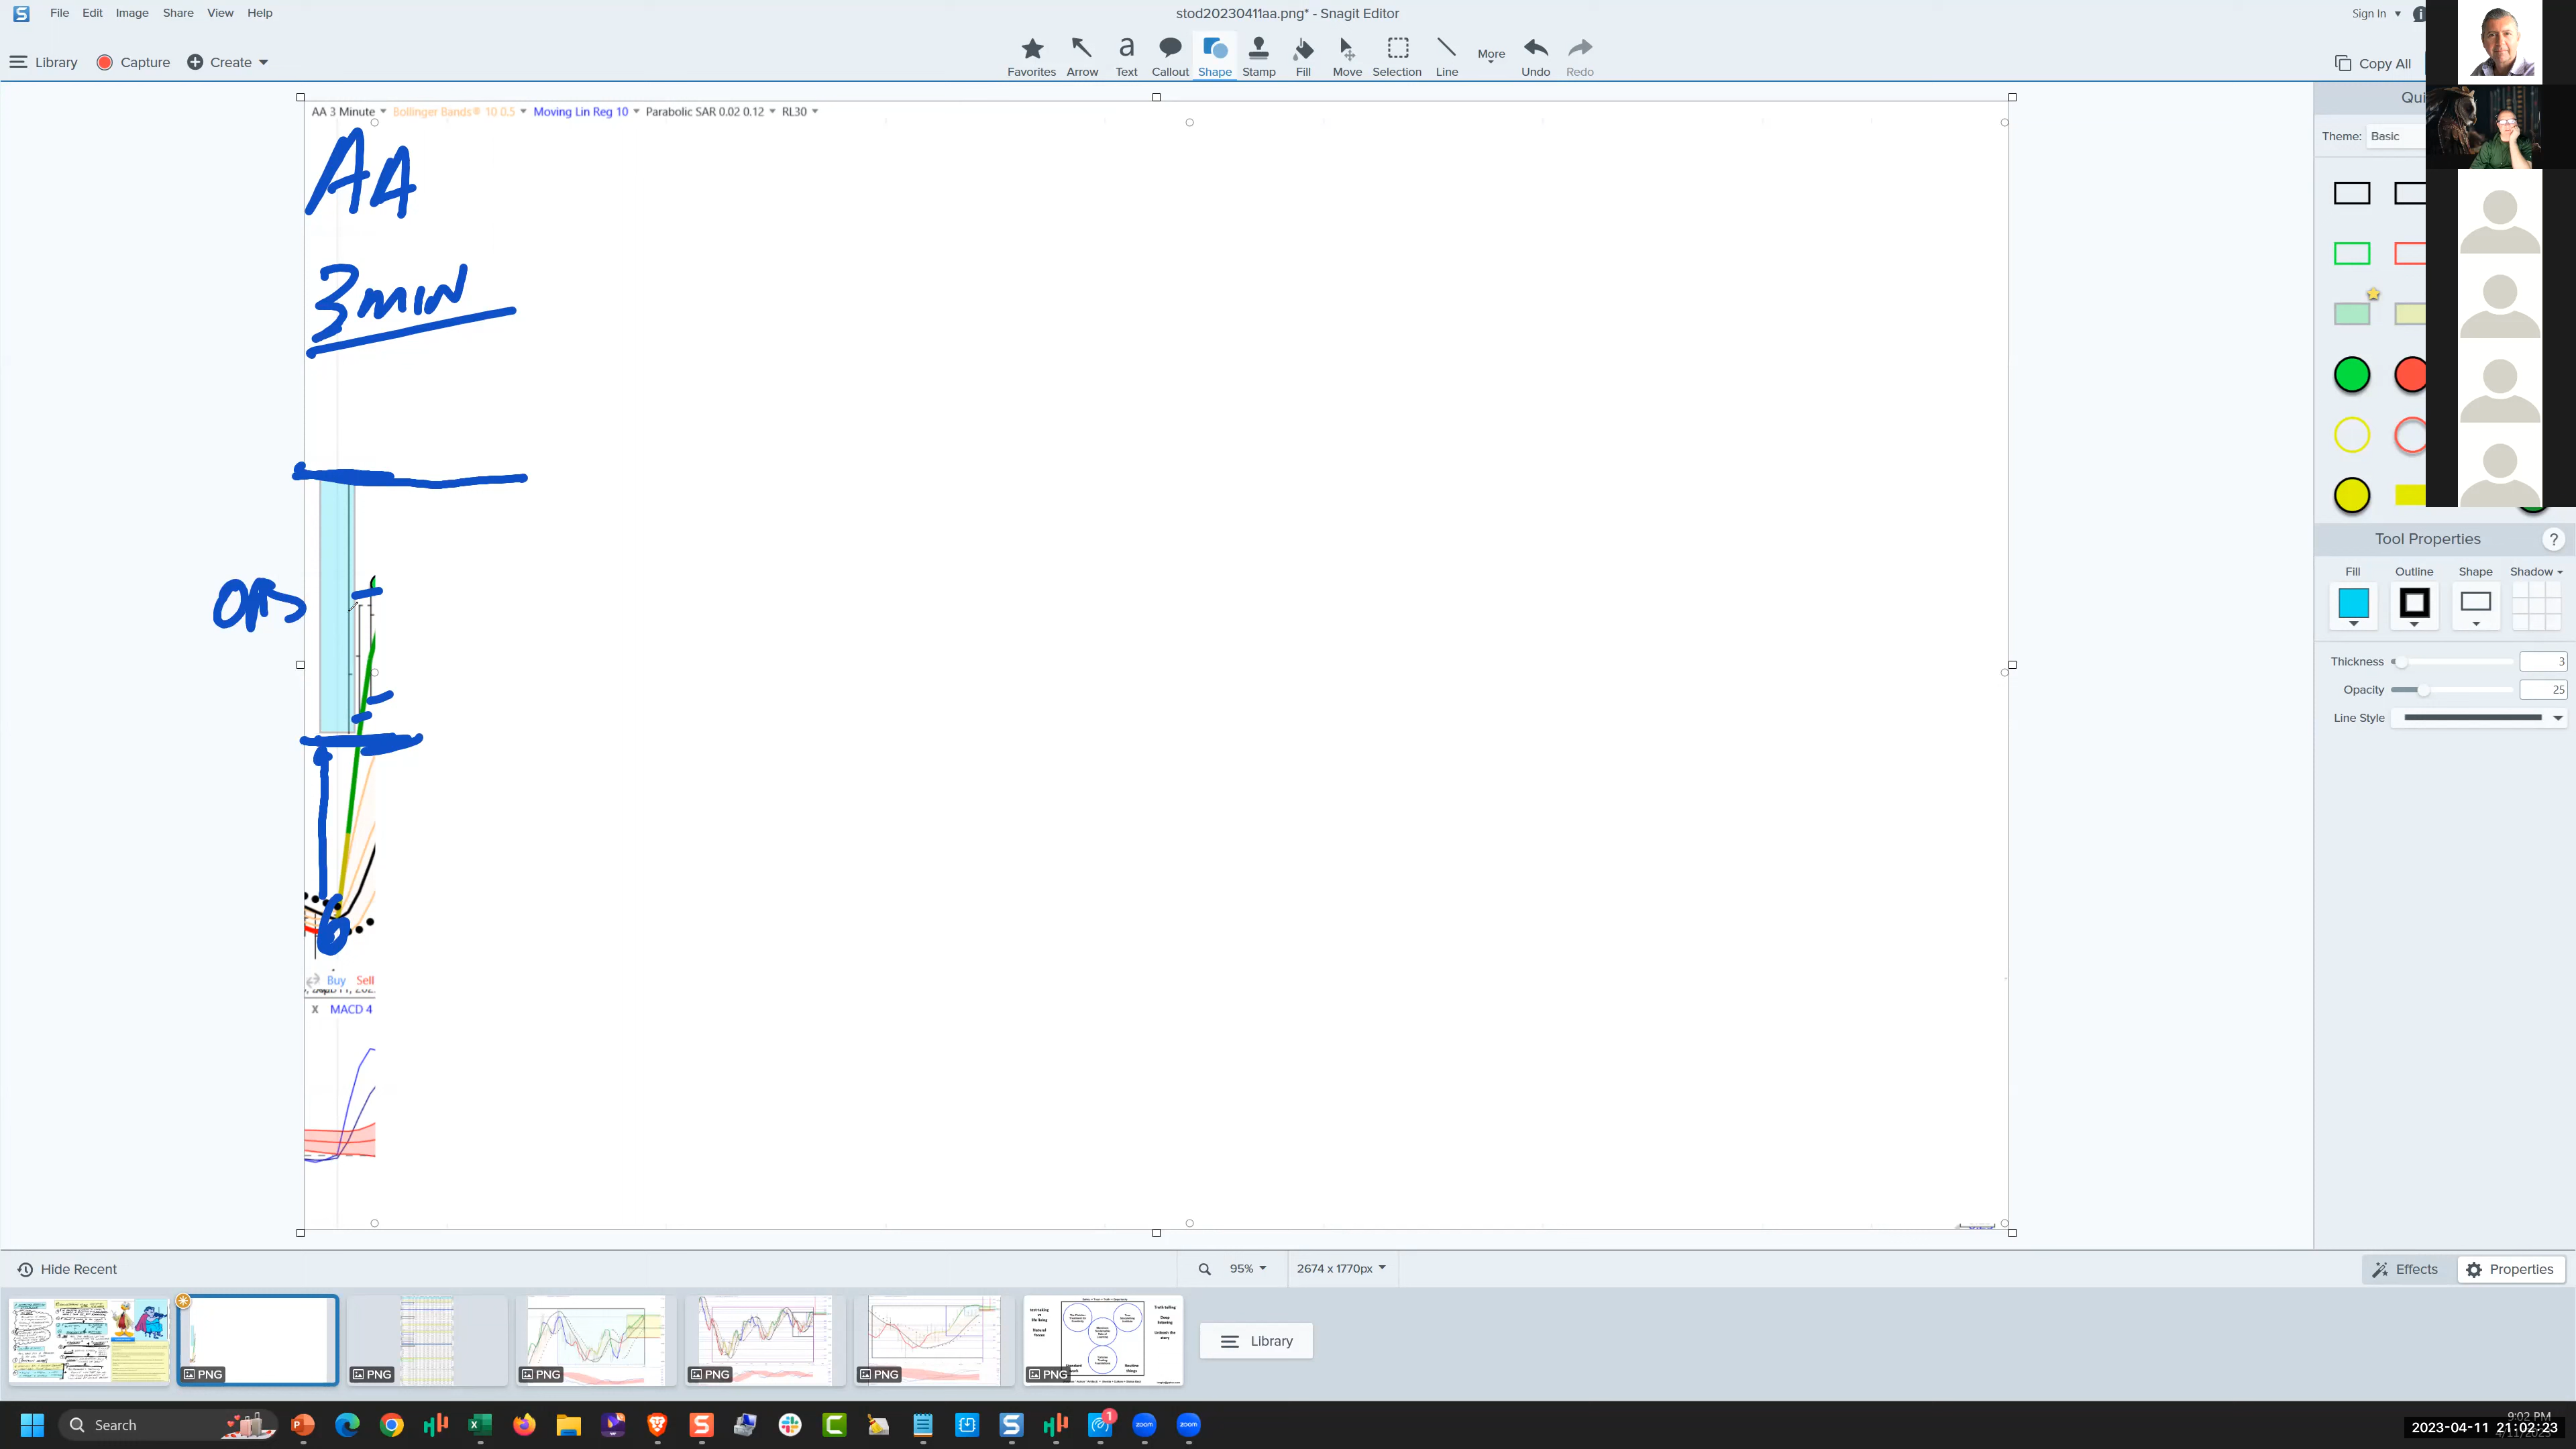 stod20230411aa.png* - Snagit Editor
File Edit Image Share View Help
Sign In
Library Capture Create
Favorites Arrow Text Callout Shape Stamp Fill Move Selection Line More Undo Redo
Copy All
AA 3 Minute Bollinger Bands® 10 0.5 Moving Lin Reg 10 Parabolic SAR 0.02 0.12 RL30
AA
3 min
Buy Sell
x MACD 4
Qui
Theme: Basic
Tool Properties ?
Fill Outline Shape Shadow
Thickness 3
Opacity 25
Line Style
Hide Recent
95% 2674 x 1770px
Effects Properties
PNG PNG PNG PNG PNG PNG
Library
Search
2023-04-11 21:02:23